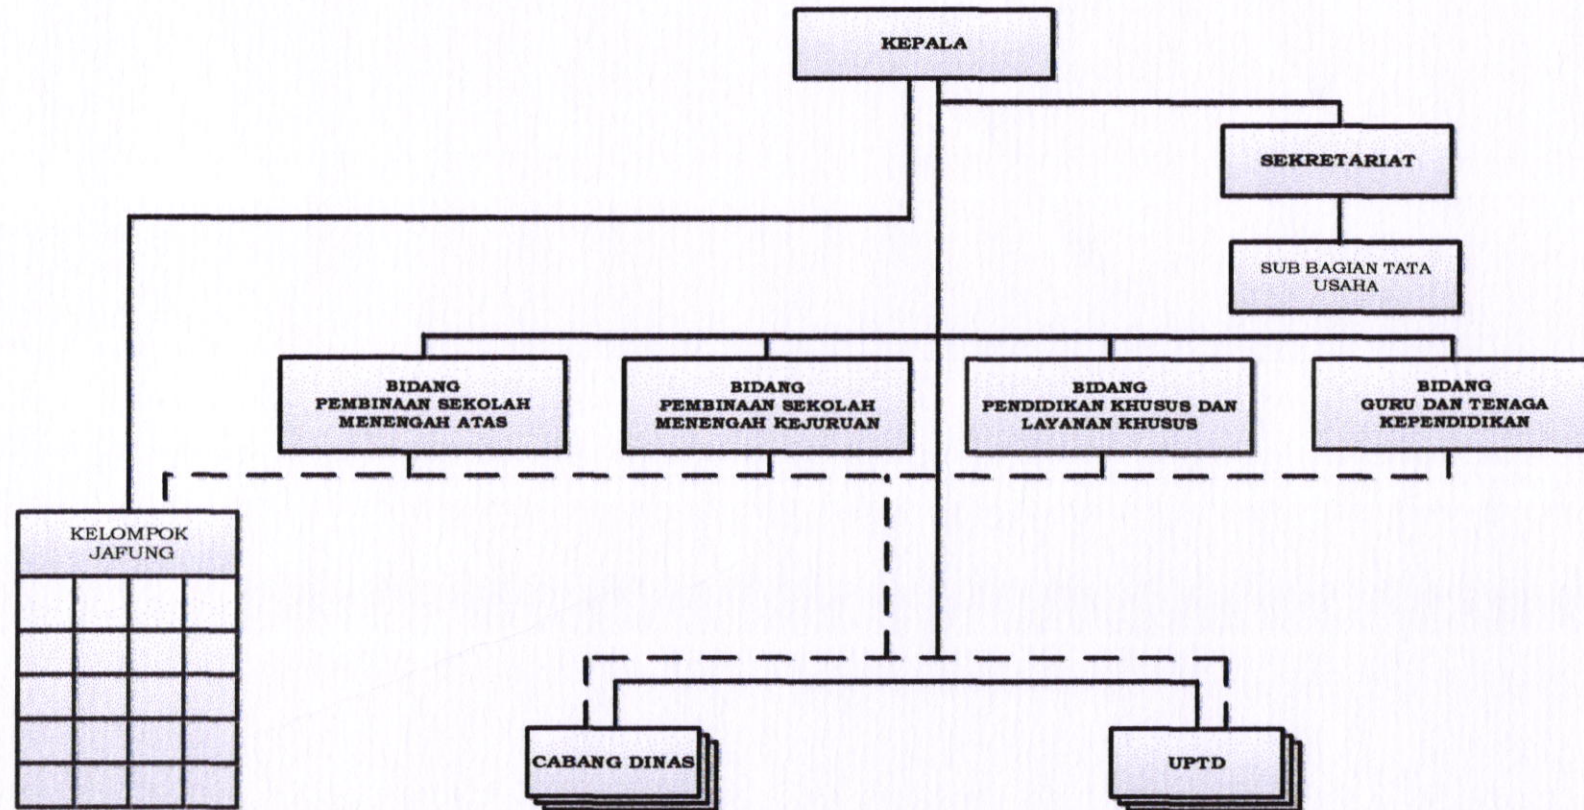 KEPALA
SEKRETARIAT
SUB BAGIAN TATA
USAHA
BIDANG
PEMBINAAN SEKOLAH
MENENGAH ATAS
BIDANG
PEMBINAAN SEKOLAH
MENENGAH KEJURUAN
BIDANG
PENDIDIKAN KHUSUS DAN
LAYANAN KHUSUS
BIDANG
GURU DAN TENAGA
KEPENDIDIKAN
KELOMPOK
JAFUNG
CABANG DINAS
UPTD